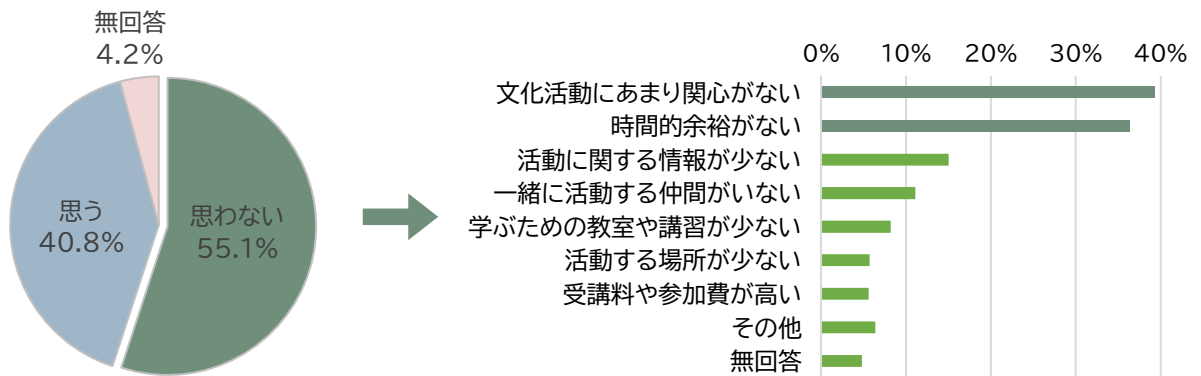 無回答
4.2%
思う
40.8%
思わない
55.1%
0% 10% 20% 30% 40%
文化活動にあまり関心がない
時間的余裕がない
活動に関する情報が少ない
一緒に活動する仲間がいない
学ぶための教室や講習が少ない
活動する場所が少ない
受講料や参加費が高い
その他
無回答